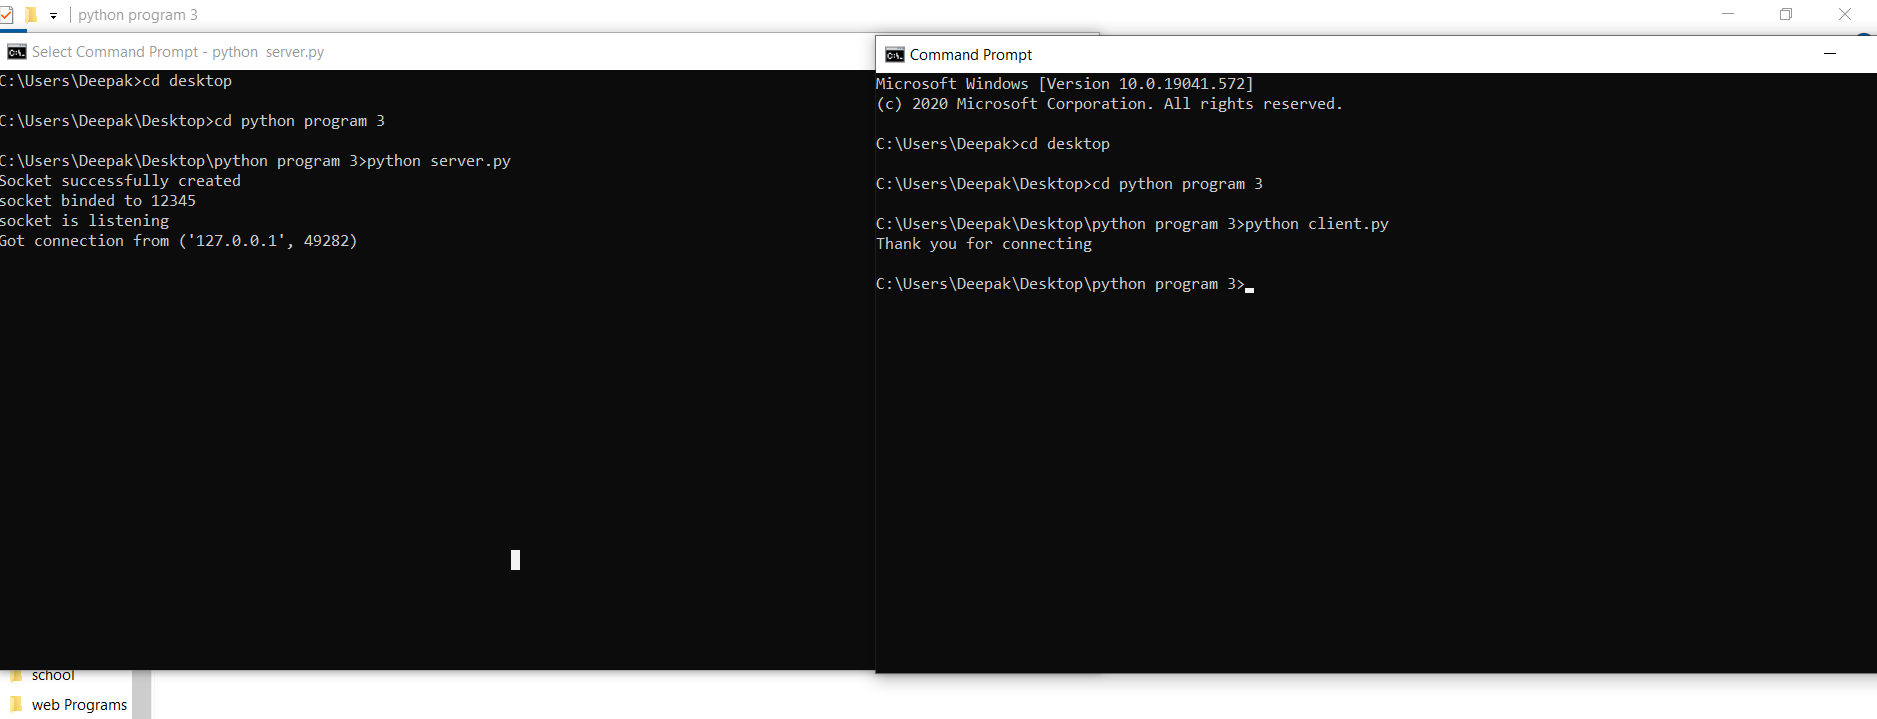 python program 3
Select Command Prompt - python  server.py
C:\Users\Deepak>cd desktop
C:\Users\Deepak\Desktop>cd python program 3
C:\Users\Deepak\Desktop\python program 3>python server.py
Socket successfully created
socket binded to 12345
socket is listening
Got connection from ('127.0.0.1', 49282)
Command Prompt
Microsoft Windows [Version 10.0.19041.572]
(c) 2020 Microsoft Corporation. All rights reserved.
C:\Users\Deepak>cd desktop
C:\Users\Deepak\Desktop>cd python program 3
C:\Users\Deepak\Desktop\python program 3>python client.py
Thank you for connecting
C:\Users\Deepak\Desktop\python program 3>
school
web Programs